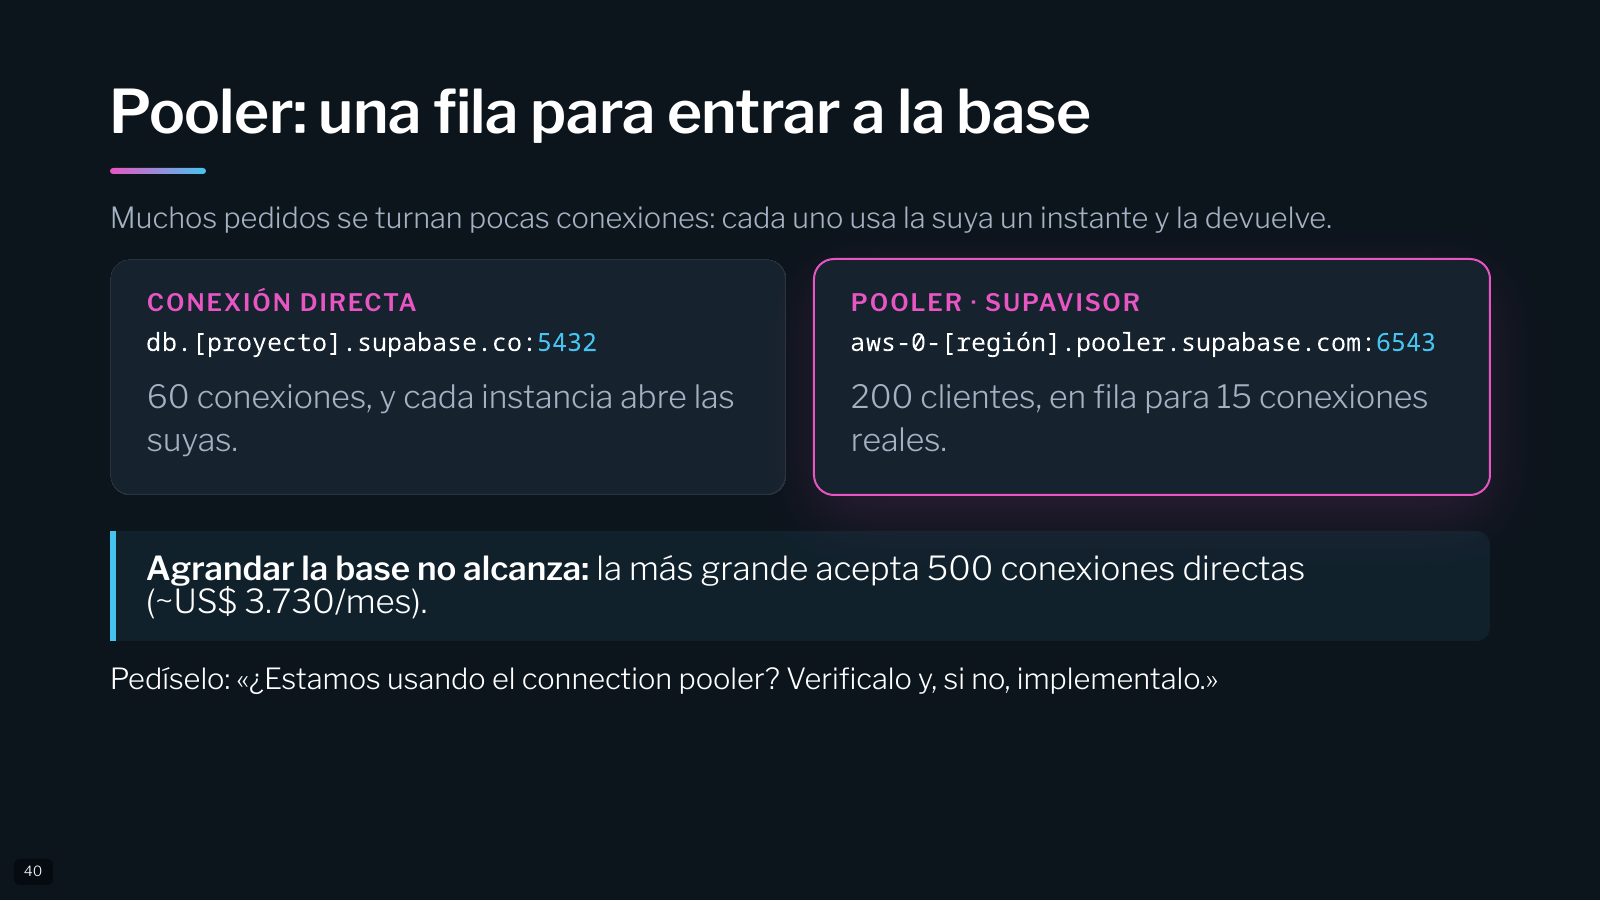 Pooler: una fila para entrar a la base
Muchos pedidos se turnan pocas conexiones: cada uno usa la suya un instante y la devuelve.
CONEXIÓN DIRECTA
db.[proyecto].supabase.co:5432
60 conexiones, y cada instancia abre las
suyas.
POOLER · SUPAVISOR
aws-0-[región].pooler.supabase.com:6543
200 clientes, en fila para 15 conexiones
reales.
Agrandar la base no alcanza: la más grande acepta 500 conexiones directas
(~US$ 3.730/mes).
Pedíselo: «¿Estamos usando el connection pooler? Verificalo y, si no, implementalo.»
40